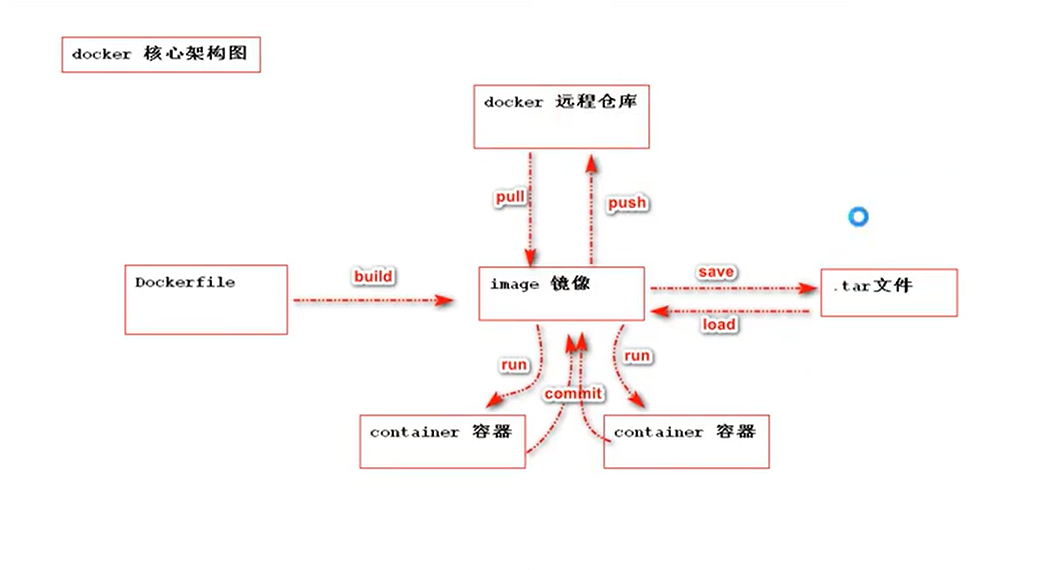 docker 核心架构图
docker 远程仓库
pull
push
Dockerfile
build
image 镜像
save
load
.tar文件
run
run
commit
container 容器
container 容器